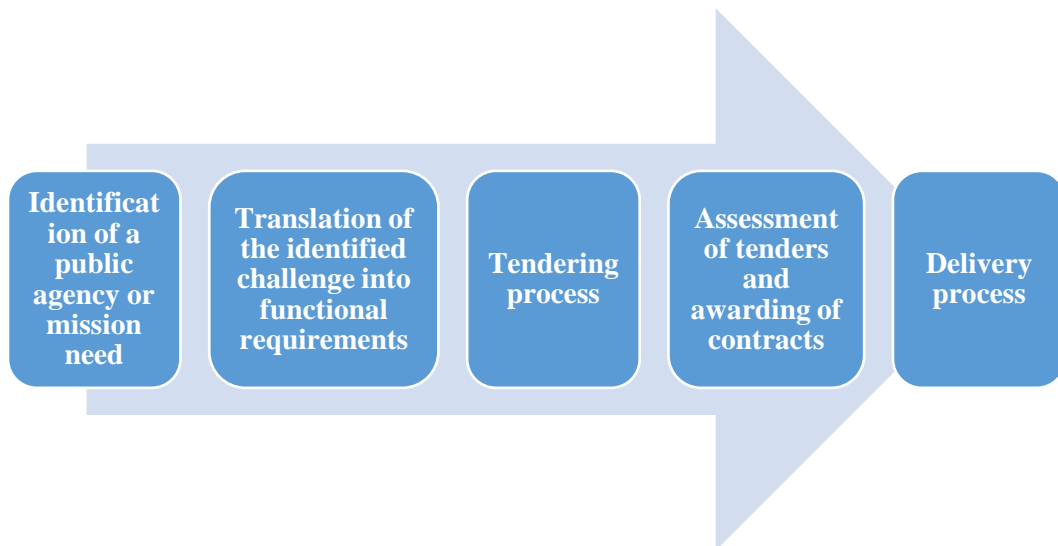 Identificat
ion of a
public
agency or
mission
need
Translation of
the identified
challenge into
functional
requirements
Tendering
process
Assessment
of tenders
and
awarding of
contracts
Delivery
process